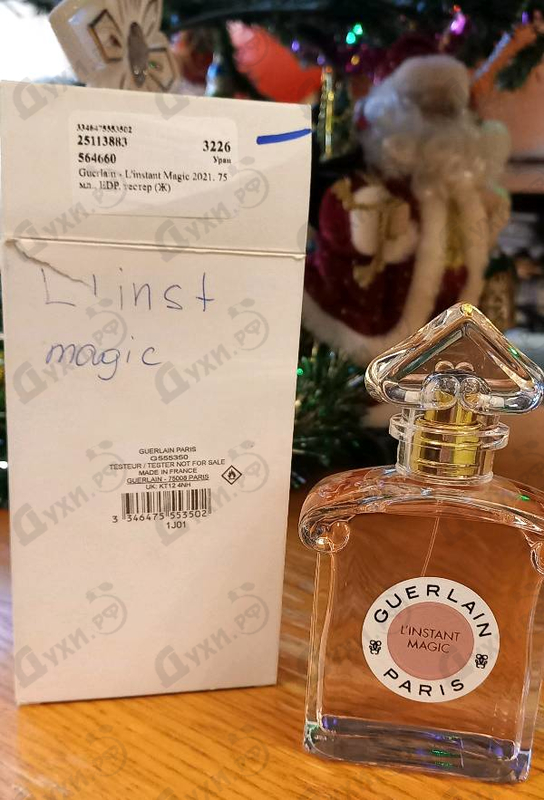 3346475553502
25113883 3226
564660 Уран
Guerlain - L'instant Magic 2021. 75
мл., EDP, тестер (Ж)
L'inst
magic
GUERLAIN PARIS
G555350
TESTEUR / TESTER NOT FOR SALE
MADE IN FRANCE
GUERLAIN - 75008 PARIS
UK: KT12 4NH
3 346475 553502
1J01
GUERLAIN
L'INSTANT
MAGIC
PARIS
Духи.РФ